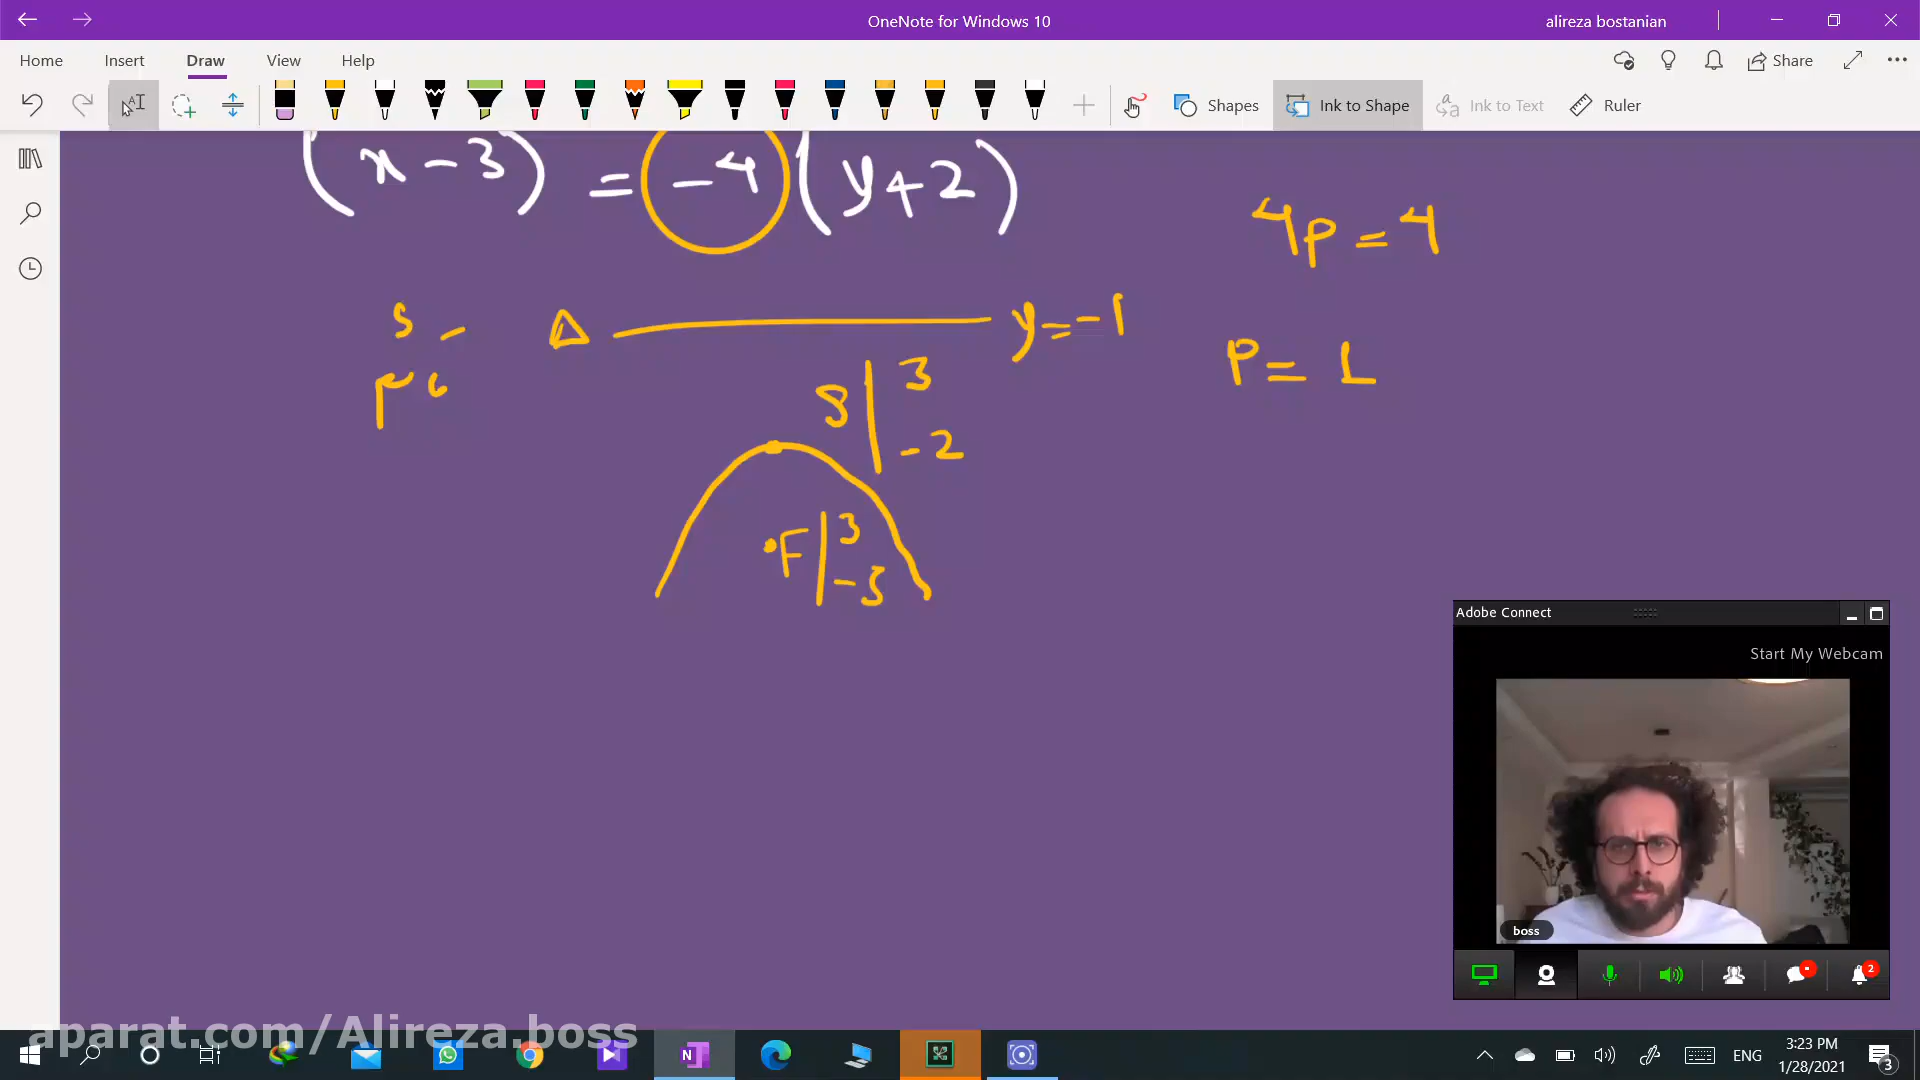 OneNote for Windows 10
alireza bostanian
Home Insert Draw View Help
Share
Shapes Ink to Shape Ink to Text Ruler
(x-3) = -4 (y+2)
4p = 4
Δ y = -1
P = 1
S | 3
-2
F | 3
-3
Adobe Connect
Start My Webcam
boss
2
aparat.com/Alireza.boss
ENG
3:23 PM
1/28/2021
3